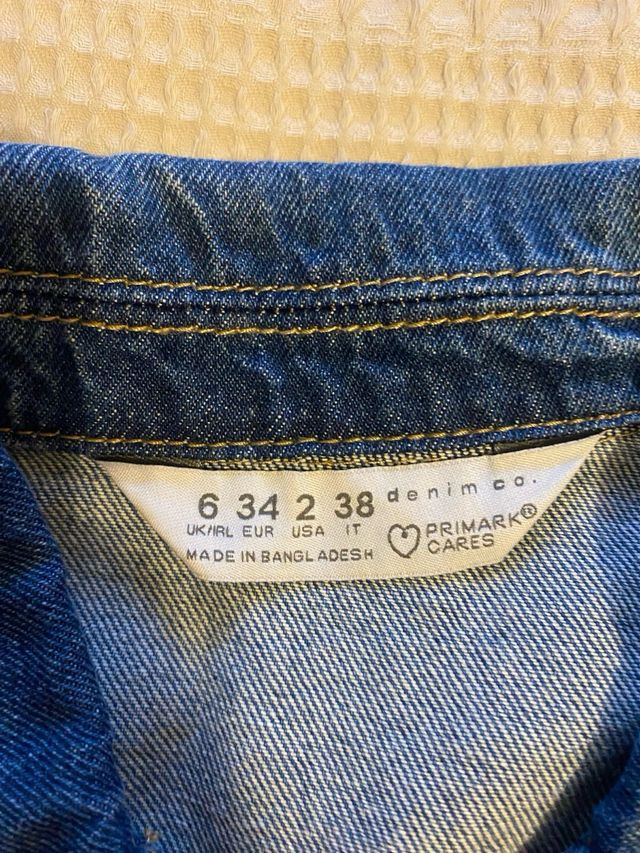 6 34 2 38 denim co.
UK/IRL EUR USA IT
MADE IN BANGLADESH
PRIMARK®
CARES